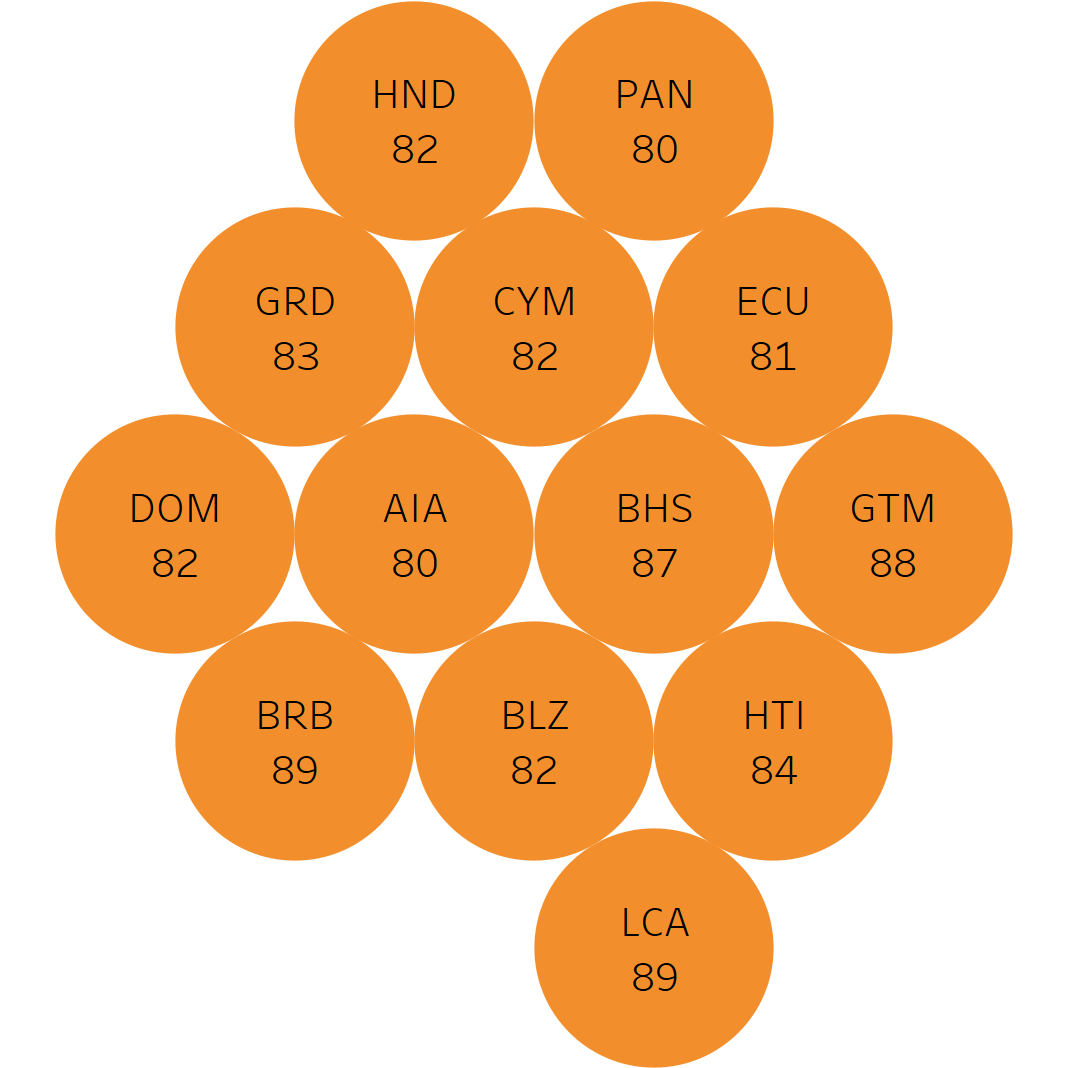 HND
82
PAN
80
GRD
83
CYM
82
ECU
81
DOM
82
AIA
80
BHS
87
GTM
88
BRB
89
BLZ
82
HTI
84
LCA
89